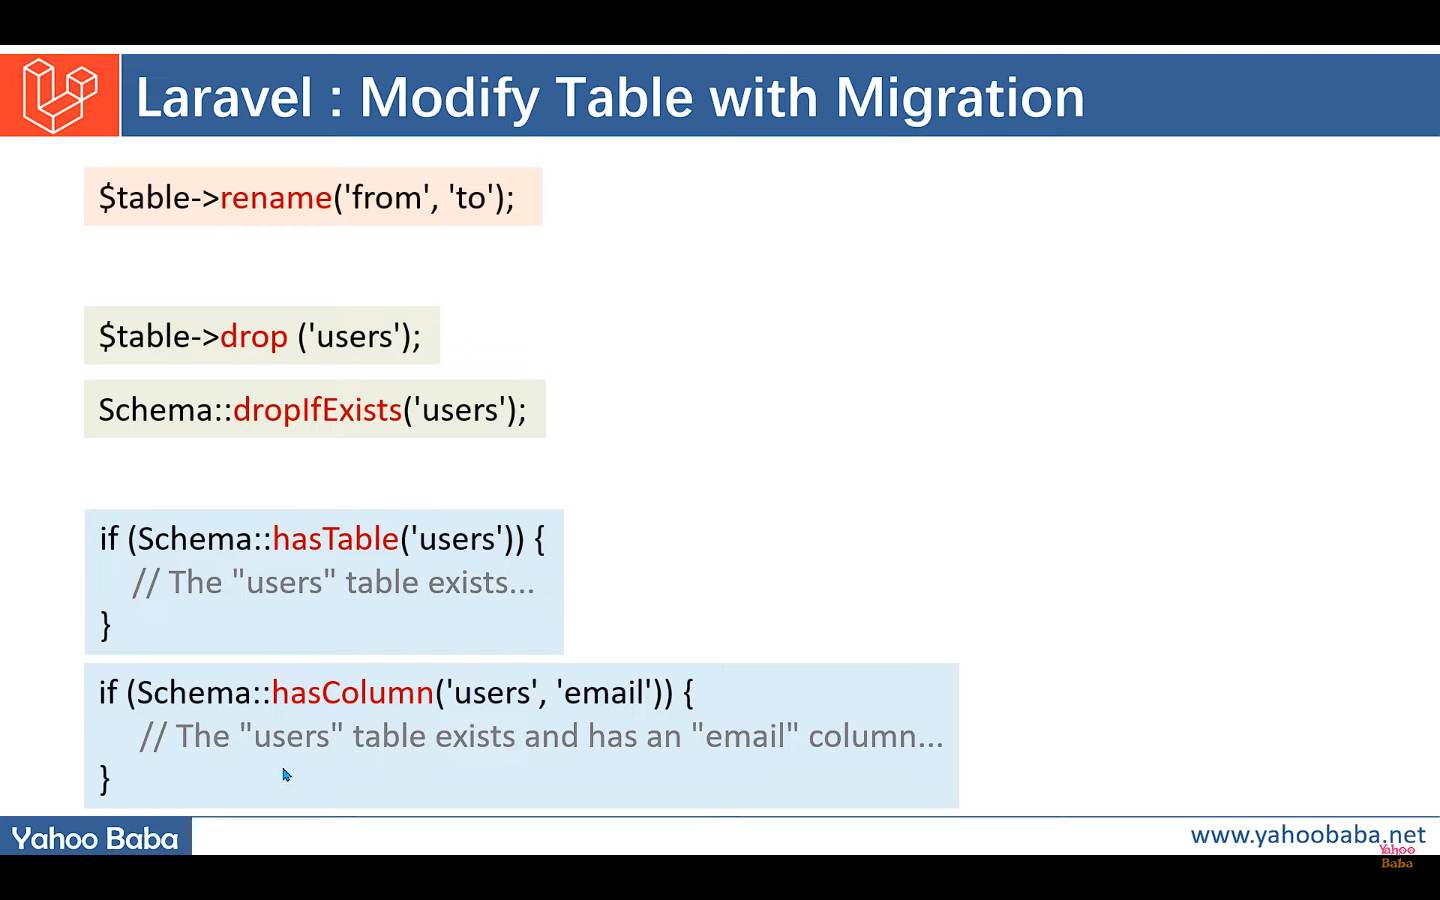 Laravel : Modify Table with Migration
$table->rename('from', 'to');
$table->drop ('users');
Schema::dropIfExists('users');
if (Schema::hasTable('users')) {
// The "users" table exists...
}
if (Schema::hasColumn('users', 'email')) {
// The "users" table exists and has an "email" column...
}
Yahoo Baba
www.yahoobaba.net
Yahoo
Baba